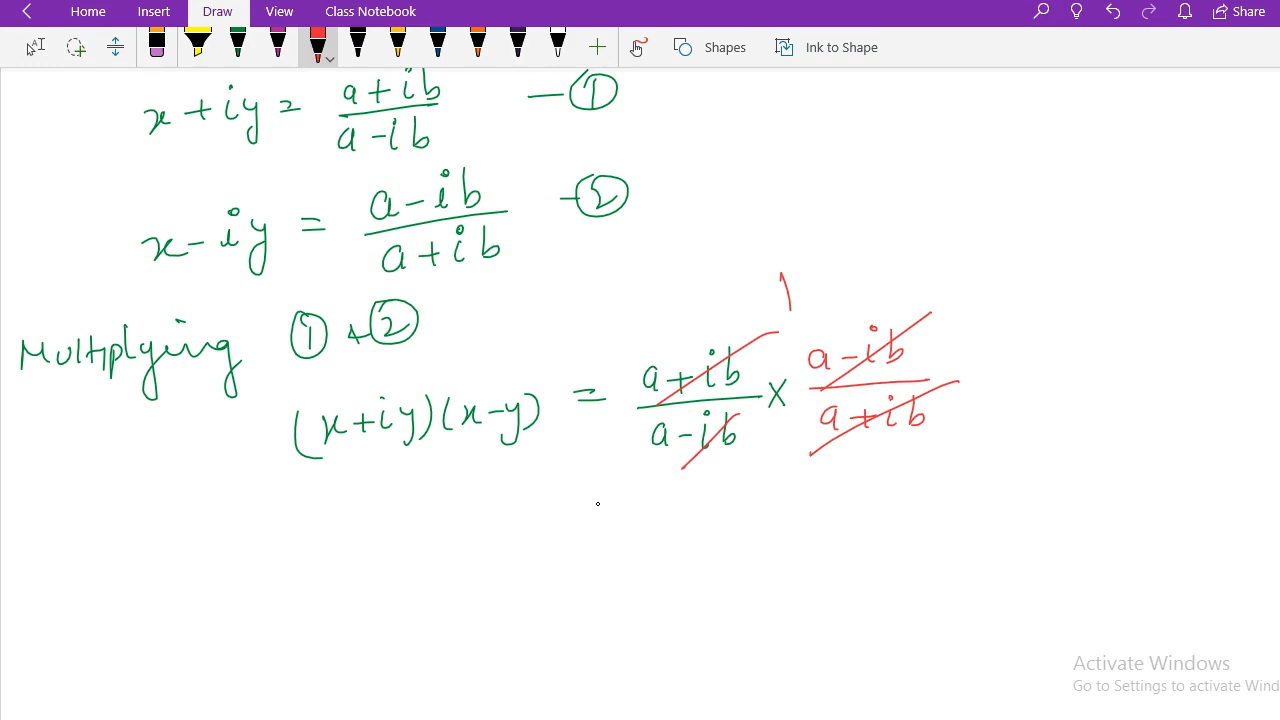 Home Insert Draw View Class Notebook Share
Shapes Ink to Shape
x + iy = (a + ib)/(a - ib) — ①
x - iy = (a - ib)/(a + ib) - ②
Multiplying ① + ②
(x + iy)(x - y) = (a + ib)/(a - ib) × (a - ib)/(a + ib) 1
Activate Windows
Go to Settings to activate Wind